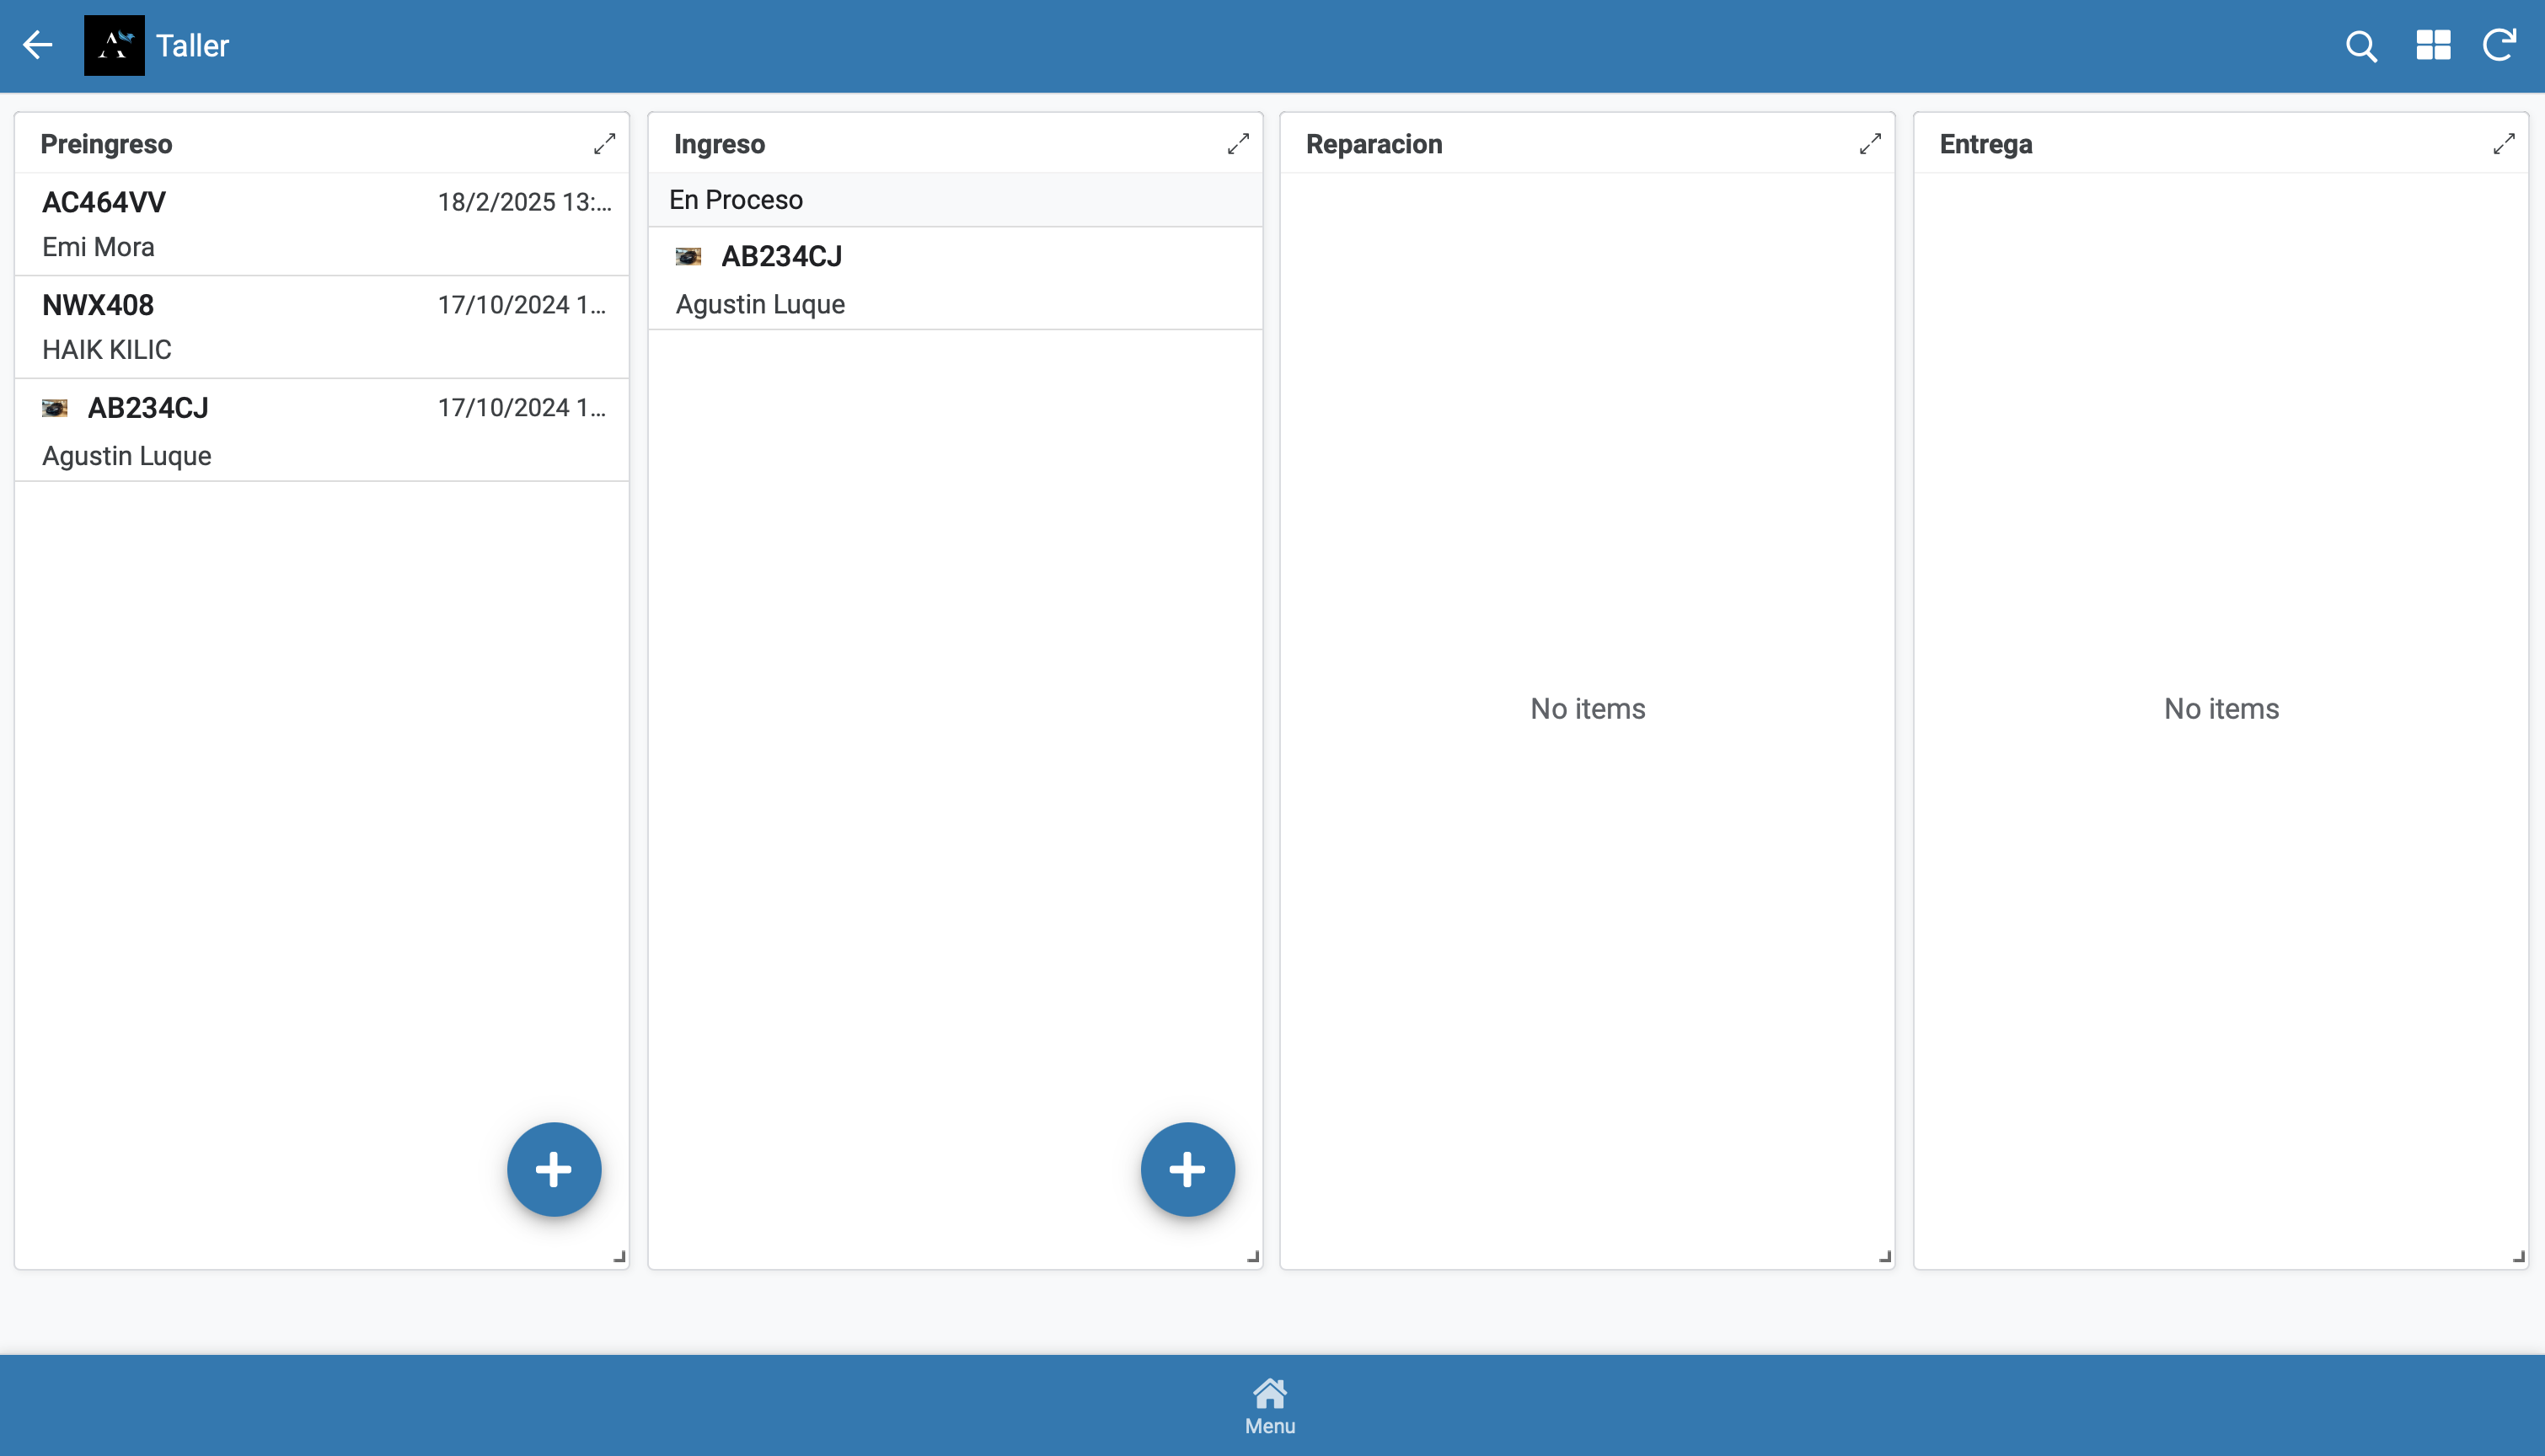 Taller
Preingreso
AC464VV 18/2/2025 13:...
Emi Mora
NWX408 17/10/2024 1...
HAIK KILIC
AB234CJ 17/10/2024 1...
Agustin Luque
Ingreso
En Proceso
AB234CJ
Agustin Luque
Reparacion
No items
Entrega
No items
Menu